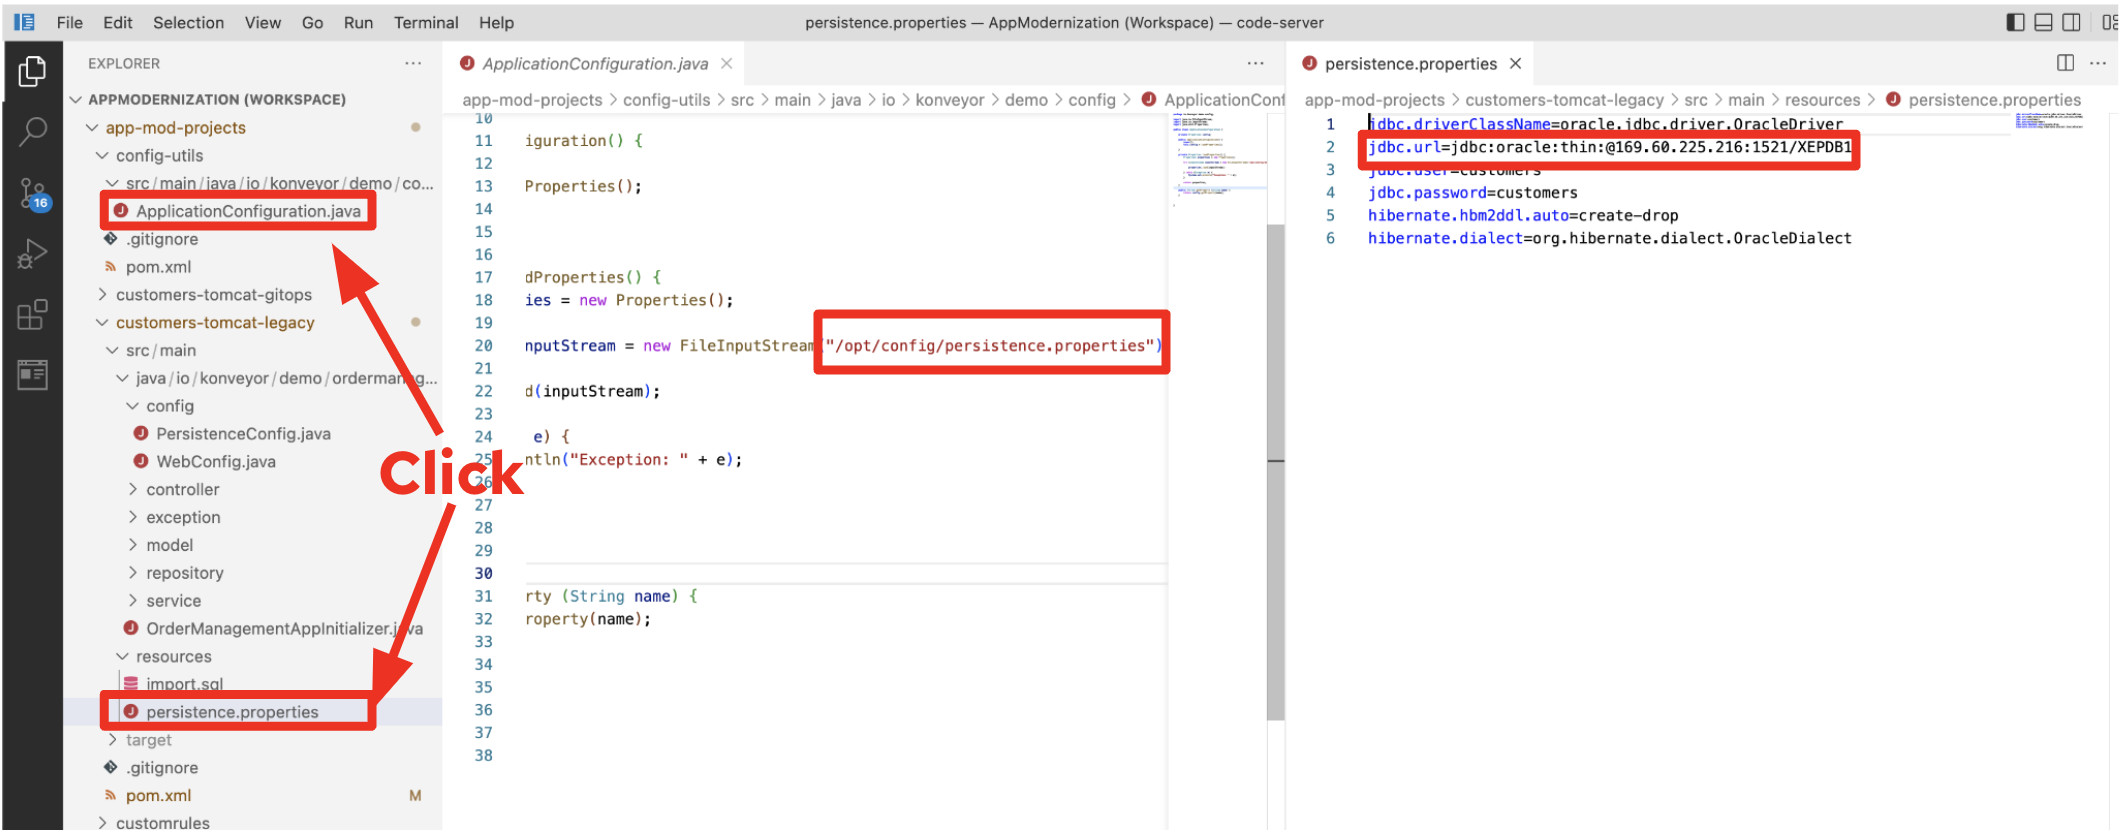 File Edit Selection View Go Run Terminal Help
persistence.properties — AppModernization (Workspace) — code-server
16
EXPLORER
APPMODERNIZATION (WORKSPACE)
app-mod-projects
config-utils
src/main/java/io/konveyor/demo/co...
ApplicationConfiguration.java
.gitignore
pom.xml
customers-tomcat-gitops
customers-tomcat-legacy
src/main
java/io/konveyor/demo/ordermanag...
config
PersistenceConfig.java
WebConfig.java
controller
exception
model
repository
service
OrderManagementAppInitializer.java
resources
import.sql
persistence.properties
target
.gitignore
pom.xml M
customrules
Click
ApplicationConfiguration.java
app-mod-projects > config-utils > src > main > java > io > konveyor > demo > config > ApplicationConf
10
11 iguration() {
12
13 Properties();
14
15
16
17 dProperties() {
18 ies = new Properties();
19
20 nputStream = new FileInputStream("/opt/config/persistence.properties")
21
22 d(inputStream);
23
24 e) {
25 ntln("Exception: " + e);
26
27
28
29
30
31 rty (String name) {
32 roperty(name);
33
34
35
36
37
38
persistence.properties
app-mod-projects > customers-tomcat-legacy > src > main > resources > persistence.properties
1 jdbc.driverClassName=oracle.jdbc.driver.OracleDriver
2 jdbc.url=jdbc:oracle:thin:@169.60.225.216:1521/XEPDB1
3 jdbc.user=customers
4 jdbc.password=customers
5 hibernate.hbm2ddl.auto=create-drop
6 hibernate.dialect=org.hibernate.dialect.OracleDialect